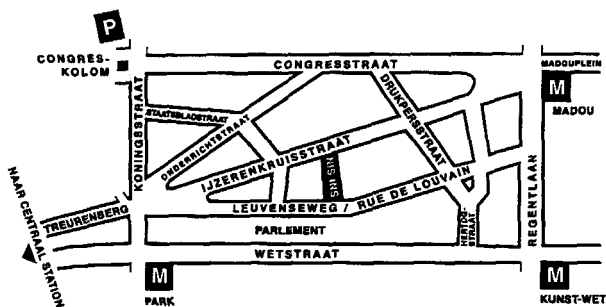 P
CONGRES-
KOLOM
CONGRESSTRAAT
MADOUPLEIN
M
MADOU
KONINGSSTRAAT
STAATSBLADSTRAAT
ONDERRICHTSTRAAT
DRUKPERSSTRAAT
IJZERENKRUISSTRAAT
NIS
LEUVENSEWEG / RUE DE LOUVAIN
HERTOG-
STRAAT
REGENTLAAN
TREURENBERG
PARLEMENT
WETSTRAAT
NAAR CENTRAAL STATION
M
PARK
M
KUNST-WET